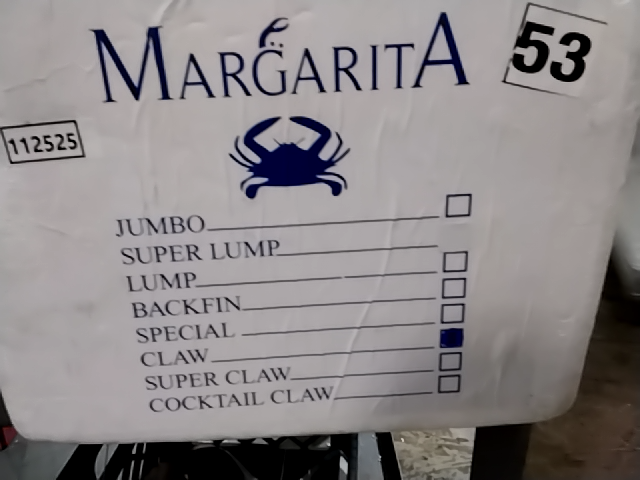 MARGARITA
53
112525
JUMBO
SUPER LUMP
LUMP
BACKFIN
SPECIAL
CLAW
SUPER CLAW
COCKTAIL CLAW